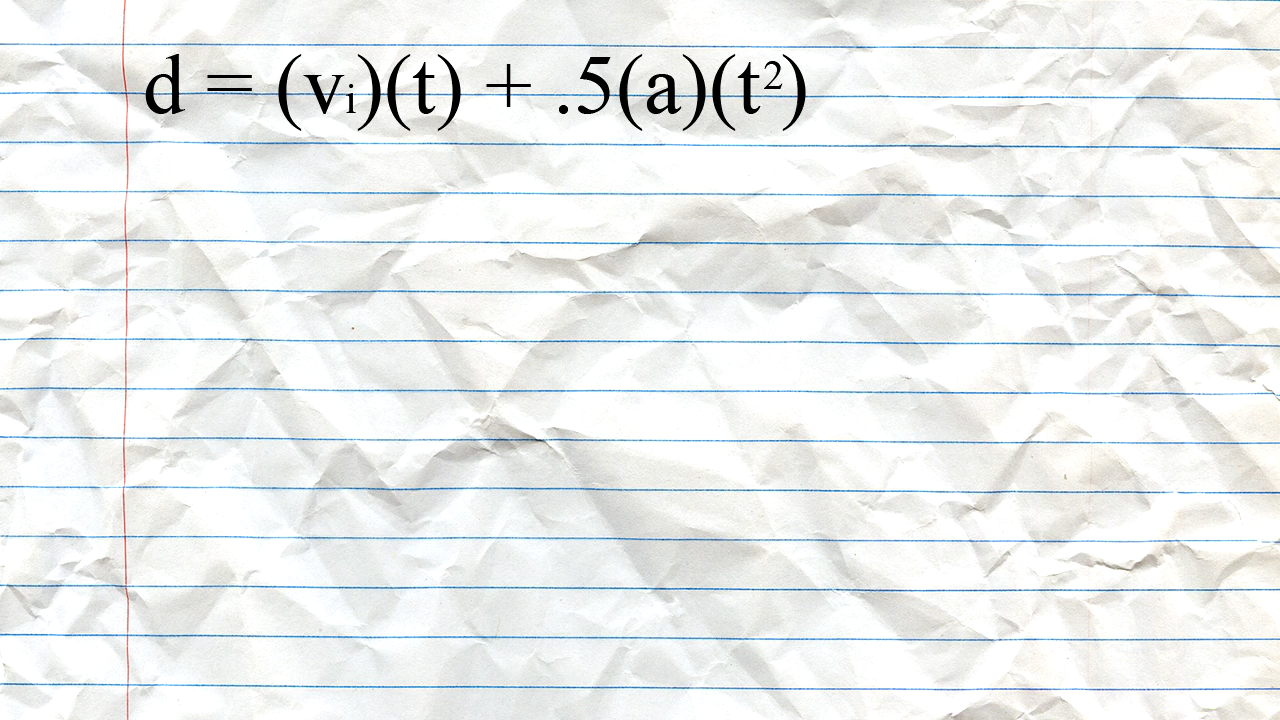 d = (vᵢ)(t) + .5(a)(t²)